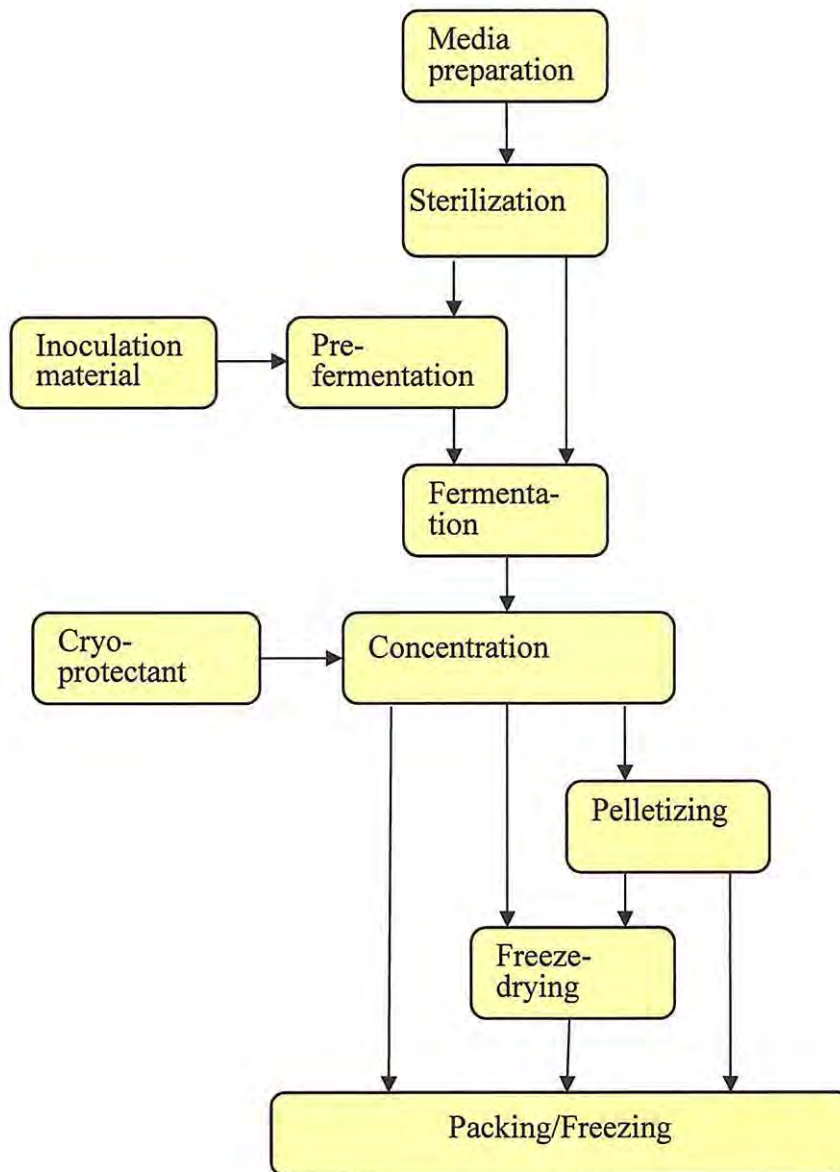 Media
preparation
Sterilization
Inoculation
material
Pre-
fermentation
Fermenta-
tion
Cryo-
protectant
Concentration
Pelletizing
Freeze-
drying
Packing/Freezing